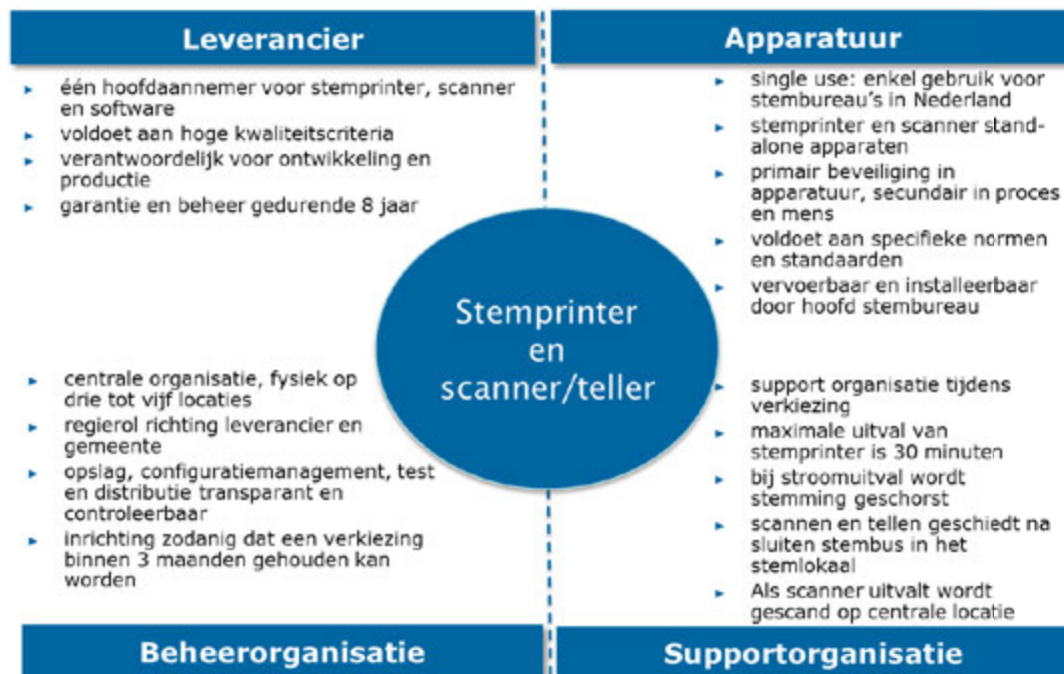 Leverancier
één hoofdaannemer voor stemprinter, scanner
en software
voldoet aan hoge kwaliteitscriteria
verantwoordelijk voor ontwikkeling en
productie
garantie en beheer gedurende 8 jaar
Apparatuur
single use: enkel gebruik voor
stembureau's in Nederland
stemprinter en scanner stand-
alone apparaten
primair beveiliging in
apparatuur, secundair in proces
en mens
voldoet aan specifieke normen
en standaarden
vervoerbaar en installeerbaar
door hoofd stembureau
Stemprinter
en
scanner/teller
centrale organisatie, fysiek op
drie tot vijf locaties
regierol richting leverancier en
gemeente
opslag, configuratiemanagement, test
en distributie transparant en
controleerbaar
inrichting zodanig dat een verkiezing
binnen 3 maanden gehouden kan
worden
Beheerorganisatie
support organisatie tijdens
verkiezing
maximale uitval van
stemprinter is 30 minuten
bij stroomuitval wordt
stemming geschorst
scannen en tellen geschiedt na
sluiten stembus in het
stemlokaal
Als scanner uitvalt wordt
gescand op centrale locatie
Supportorganisatie